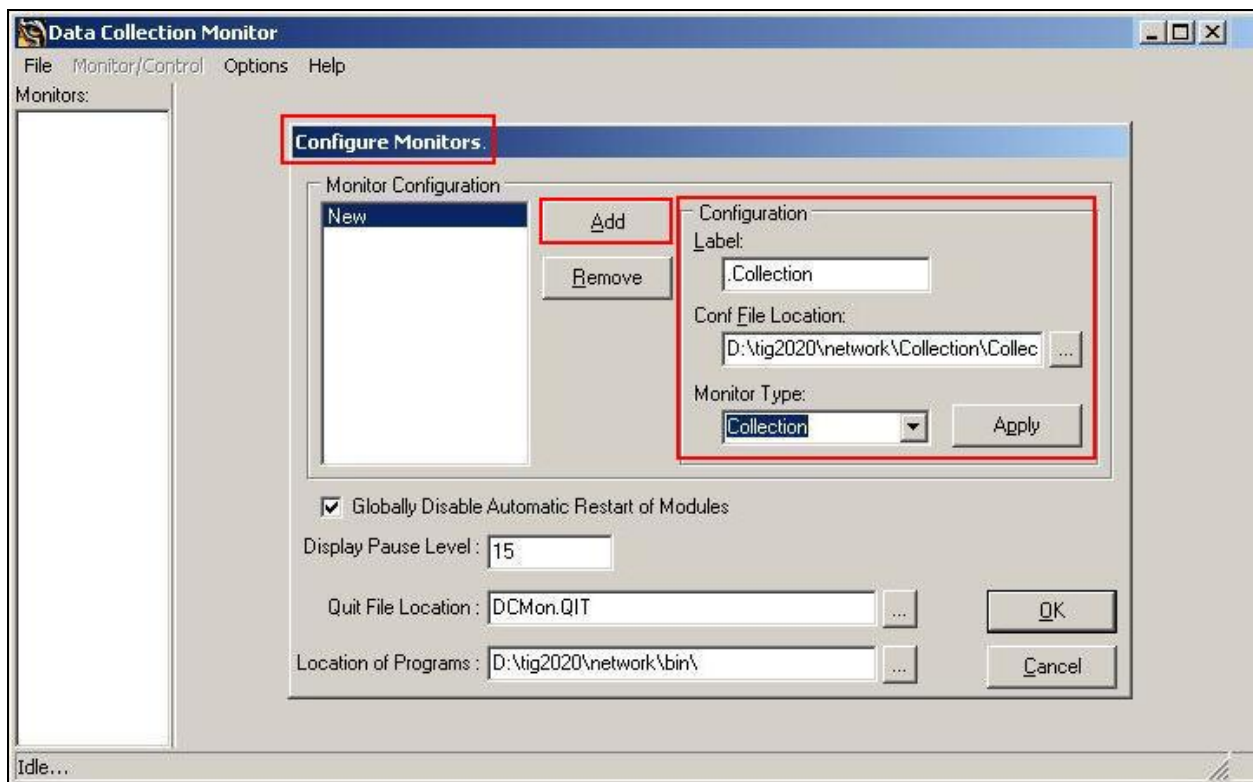 Data Collection Monitor
File Monitor/Control Options Help
Monitors:
Configure Monitors.
Monitor Configuration
New
Add
Remove
Configuration
Label:
.Collection
Conf File Location:
D:\tig2020\network\Collection\Collec ...
Monitor Type:
Collection
Apply
Globally Disable Automatic Restart of Modules
Display Pause Level : 15
Quit File Location : DCMon.QIT ...
OK
Location of Programs : D:\tig2020\network\bin\ ...
Cancel
Idle...